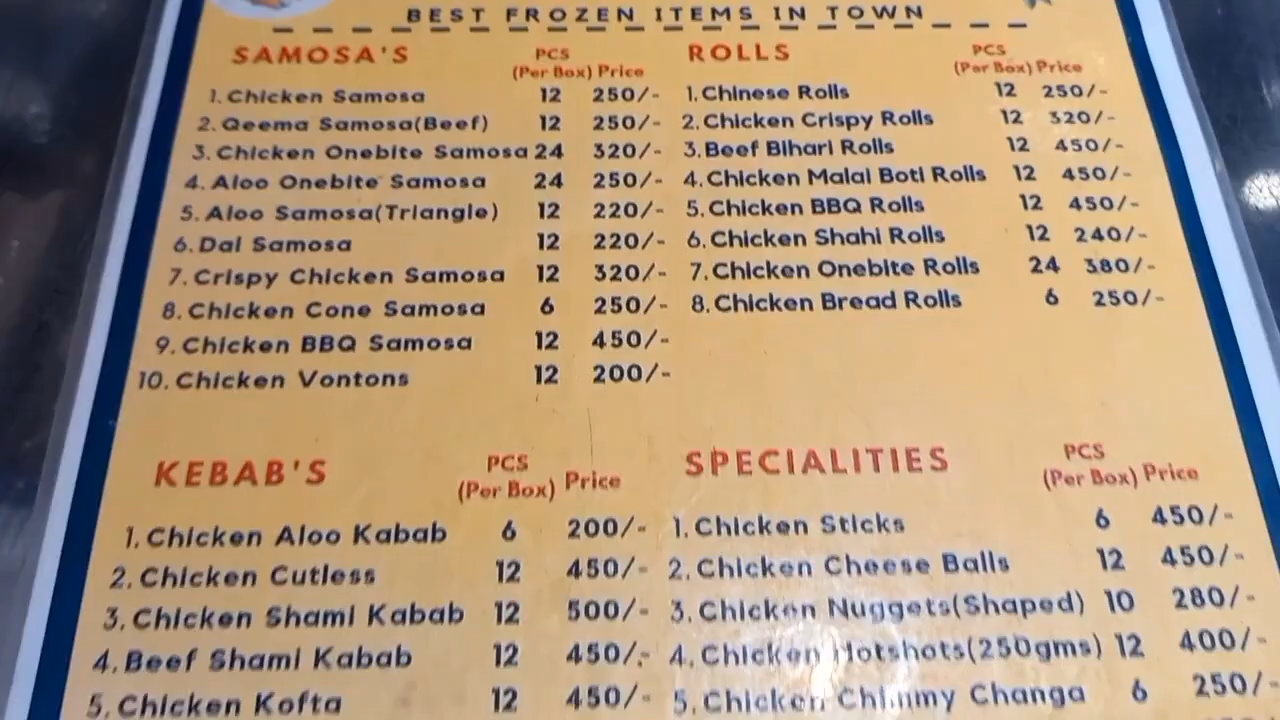 BEST FROZEN ITEMS IN TOWN
SAMOSA'S PCS (Per Box) Price
1. Chicken Samosa 12 250/-
2. Qeema Samosa(Beef) 12 250/-
3. Chicken Onebite Samosa 24 320/-
4. Aloo Onebite Samosa 24 250/-
5. Aloo Samosa(Triangle) 12 220/-
6. Dal Samosa 12 220/-
7. Crispy Chicken Samosa 12 320/-
8. Chicken Cone Samosa 6 250/-
9. Chicken BBQ Samosa 12 450/-
10. Chicken Vontons 12 200/-
ROLLS PCS (Per Box) Price
1. Chinese Rolls 12 250/-
2. Chicken Crispy Rolls 12 320/-
3. Beef Bihari Rolls 12 450/-
4. Chicken Malai Boti Rolls 12 450/-
5. Chicken BBQ Rolls 12 450/-
6. Chicken Shahi Rolls 12 240/-
7. Chicken Onebite Rolls 24 380/-
8. Chicken Bread Rolls 6 250/-
KEBAB'S PCS (Per Box) Price
1. Chicken Aloo Kabab 6 200/-
2. Chicken Cutless 12 450/-
3. Chicken Shami Kabab 12 500/-
4. Beef Shami Kabab 12 450/-
5. Chicken Kofta 12 450/-
SPECIALITIES PCS (Per Box) Price
1. Chicken Sticks 6 450/-
2. Chicken Cheese Balls 12 450/-
3. Chicken Nuggets(Shaped) 10 280/-
4. Chicken Hotshots(250gms) 12 400/-
5. Chicken Chimmy Changa 6 250/-